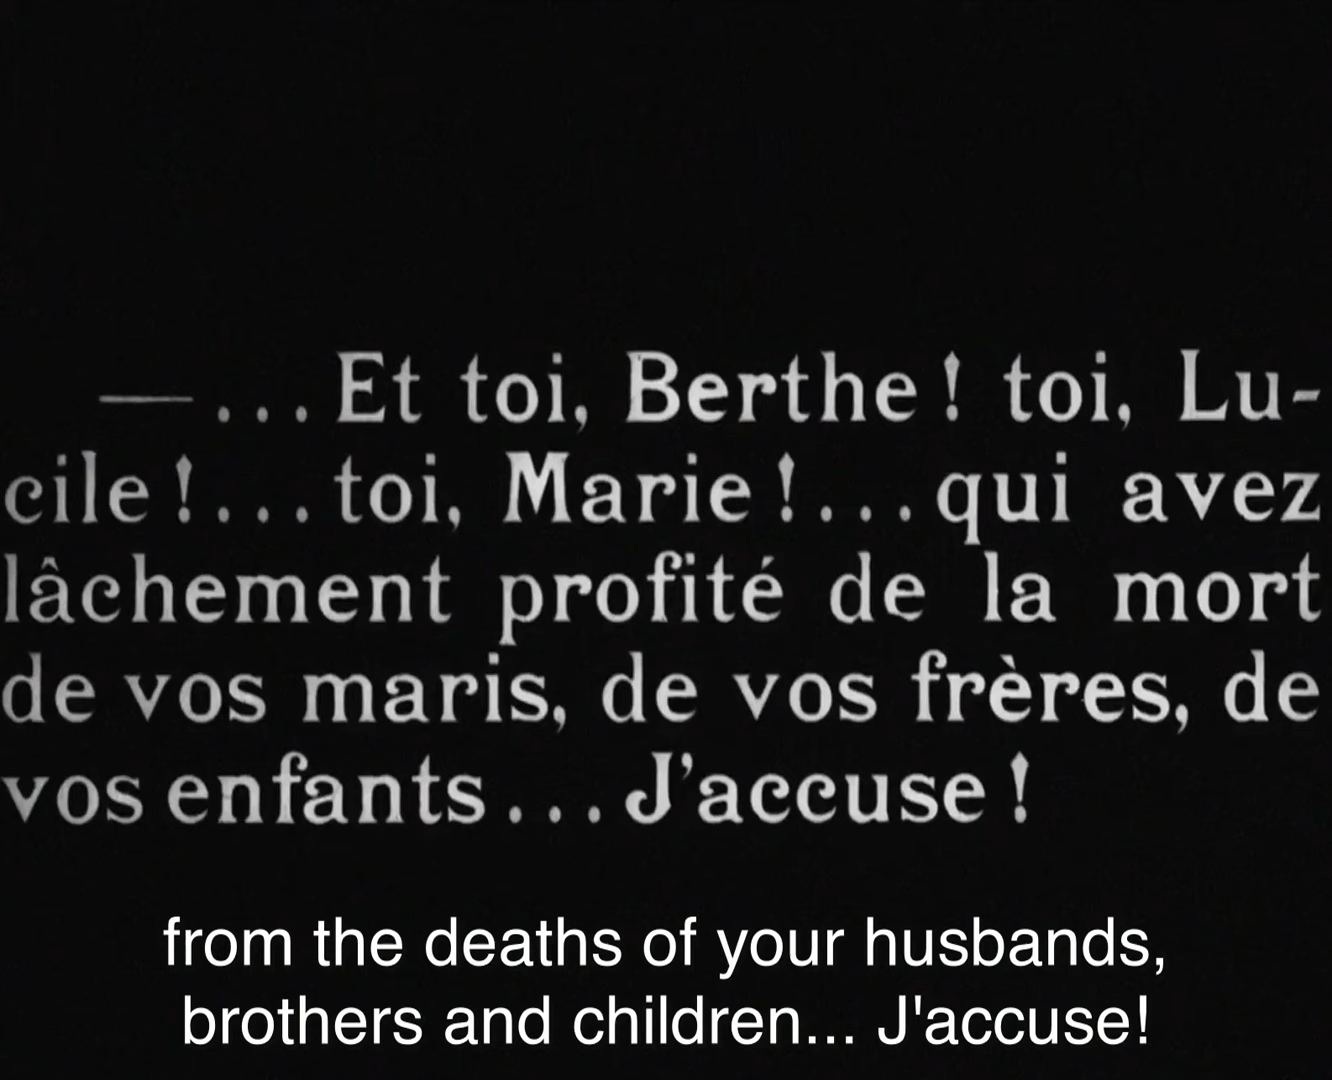 — ... Et toi, Berthe ! toi, Lu-
cile !... toi, Marie !... qui avez
lâchement profité de la mort
de vos maris, de vos frères, de
vos enfants... J'accuse !
from the deaths of your husbands,
brothers and children... J'accuse!